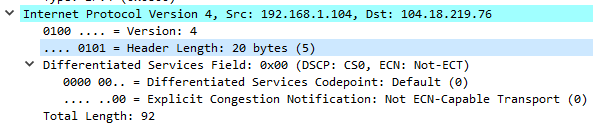 Internet Protocol Version 4, Src: 192.168.1.104, Dst: 104.18.219.76
0100 .... = Version: 4
.... 0101 = Header Length: 20 bytes (5)
Differentiated Services Field: 0x00 (DSCP: CS0, ECN: Not-ECT)
0000 00.. = Differentiated Services Codepoint: Default (0)
.... ..00 = Explicit Congestion Notification: Not ECN-Capable Transport (0)
Total Length: 92